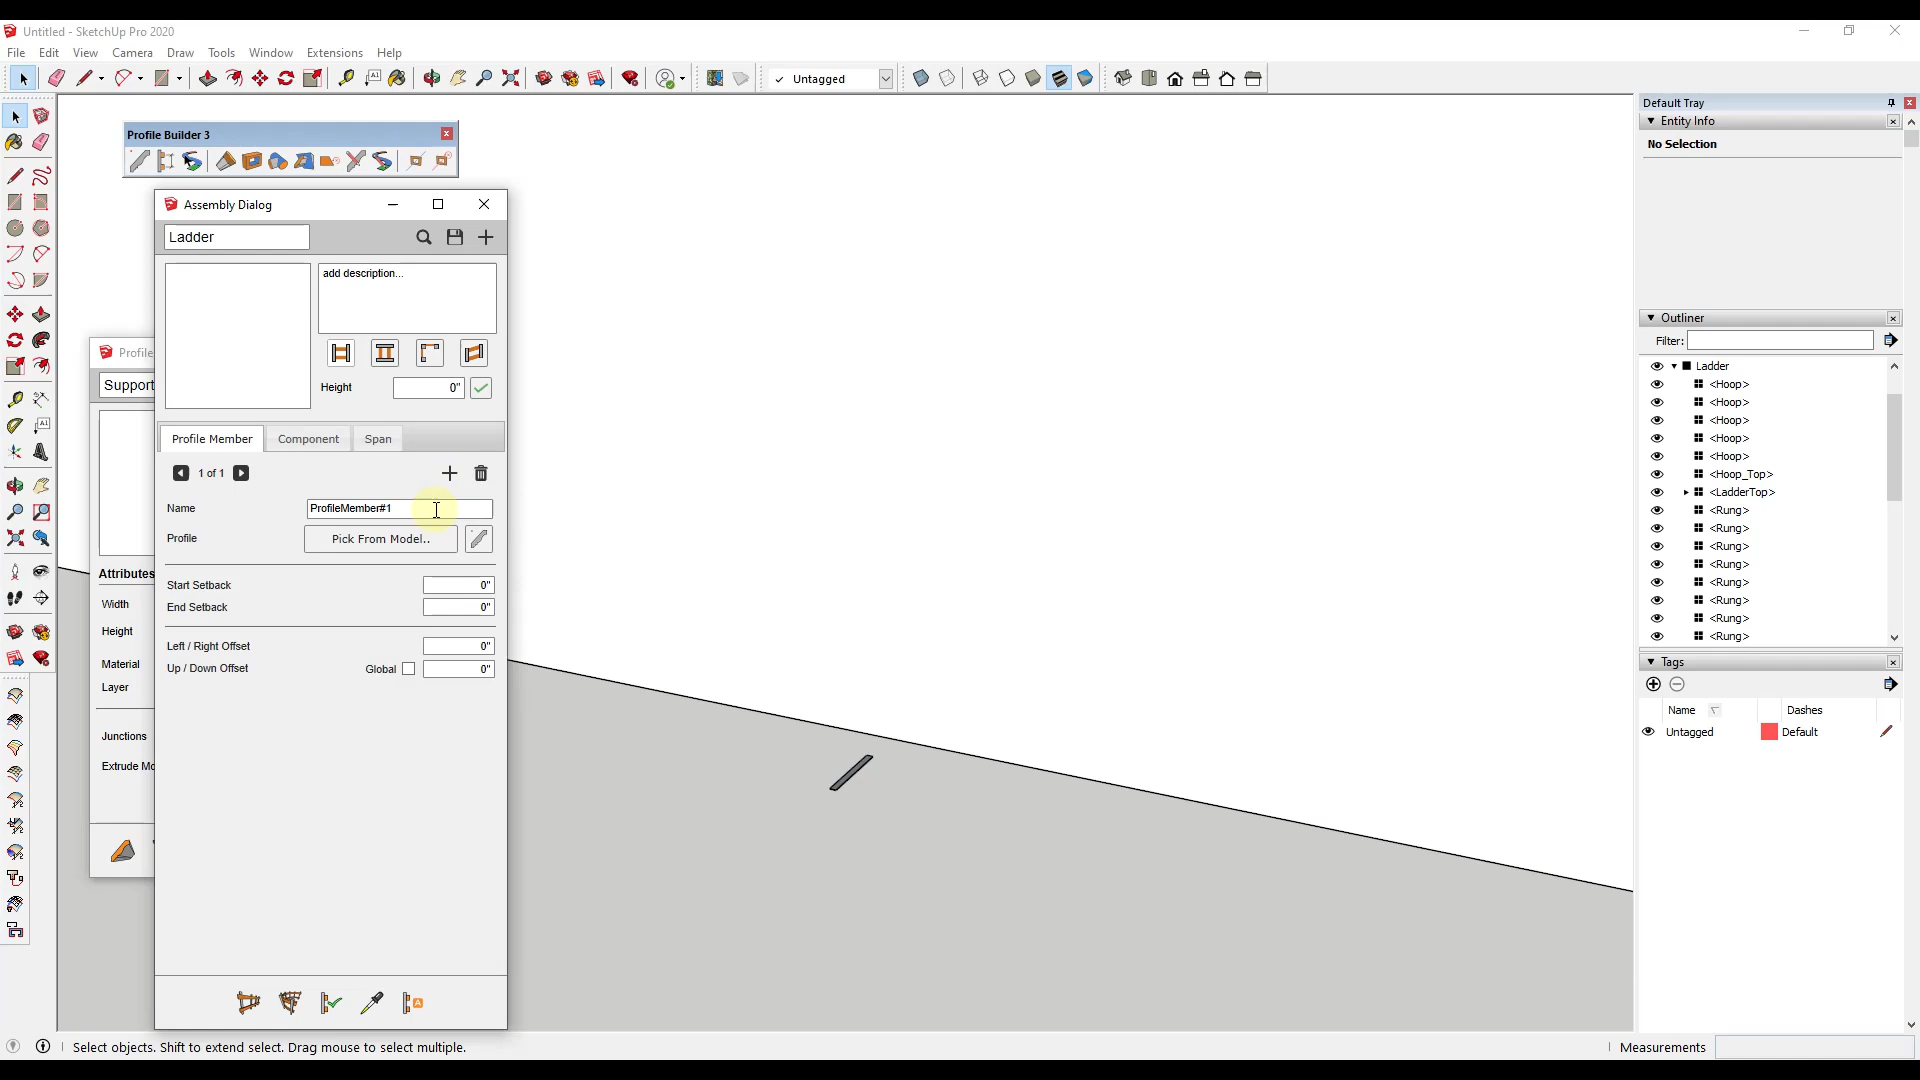 Untitled - SketchUp Pro 2020
File Edit View Camera Draw Tools Window Extensions Help
✓ Untagged
Default Tray
Entity Info
No Selection
Profile Builder 3
Assembly Dialog
Ladder
add description...
Height 0"
Profile
Support
Profile Member Component Span
1 of 1
Name ProfileMember#1
Profile Pick From Model..
Start Setback 0"
End Setback 0"
Left / Right Offset 0"
Up / Down Offset Global 0"
Attributes
Width
Height
Material
Layer
Junctions
Extrude Mo
Outliner
Filter:
Ladder
<Hoop>
<Hoop>
<Hoop>
<Hoop>
<Hoop>
<Hoop_Top>
<LadderTop>
<Rung>
<Rung>
<Rung>
<Rung>
<Rung>
<Rung>
<Rung>
<Rung>
Tags
Name Dashes
Untagged Default
Select objects. Shift to extend select. Drag mouse to select multiple.
Measurements